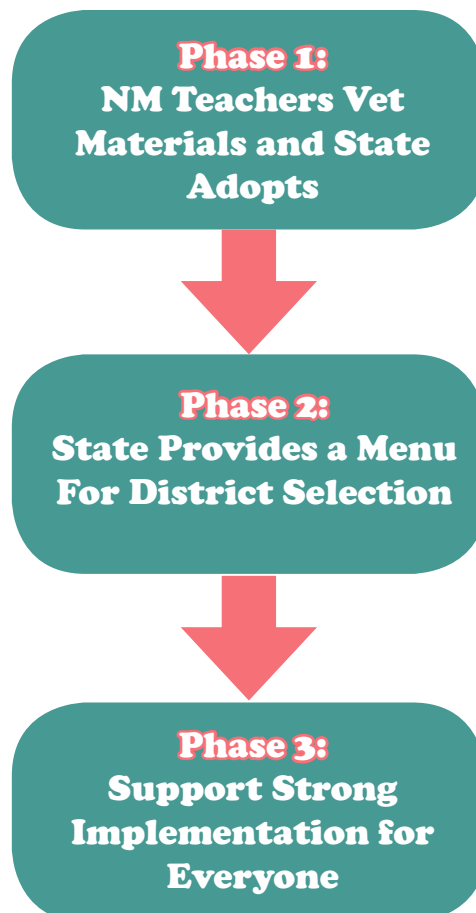 Phase 1:
NM Teachers Vet
Materials and State
Adopts
Phase 2:
State Provides a Menu
For District Selection
Phase 3:
Support Strong
Implementation for
Everyone